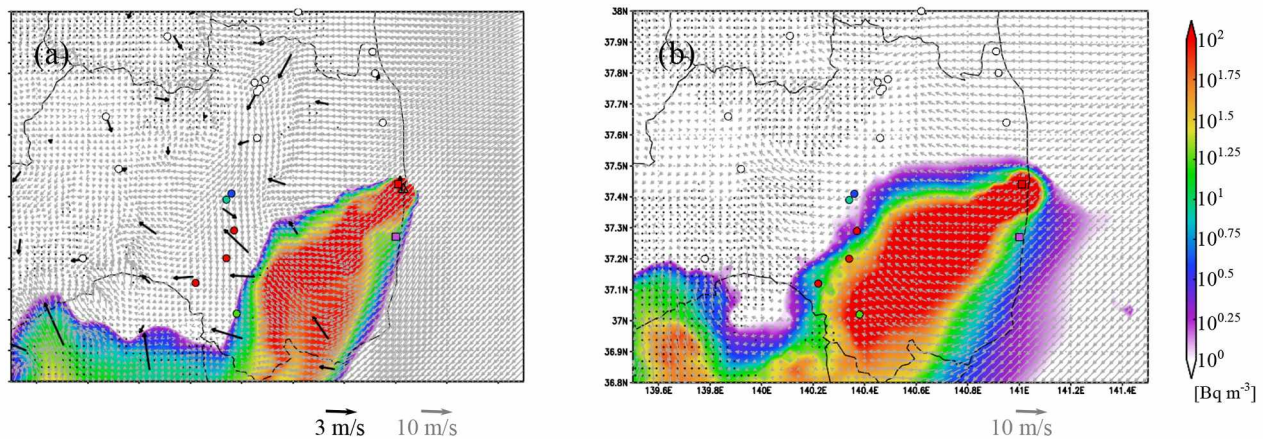 (a)
(b)
38N
37.9N
37.8N
37.7N
37.6N
37.5N
37.4N
37.3N
37.2N
37.1N
37N
36.9N
36.8N
139.6E 139.8E 140E 140.2E 140.4E 140.6E 140.8E 141E 141.2E 141.4E
10^2
10^1.75
10^1.5
10^1.25
10^1
10^0.75
10^0.5
10^0.25
10^0
[Bq m^-3]
3 m/s 10 m/s
10 m/s